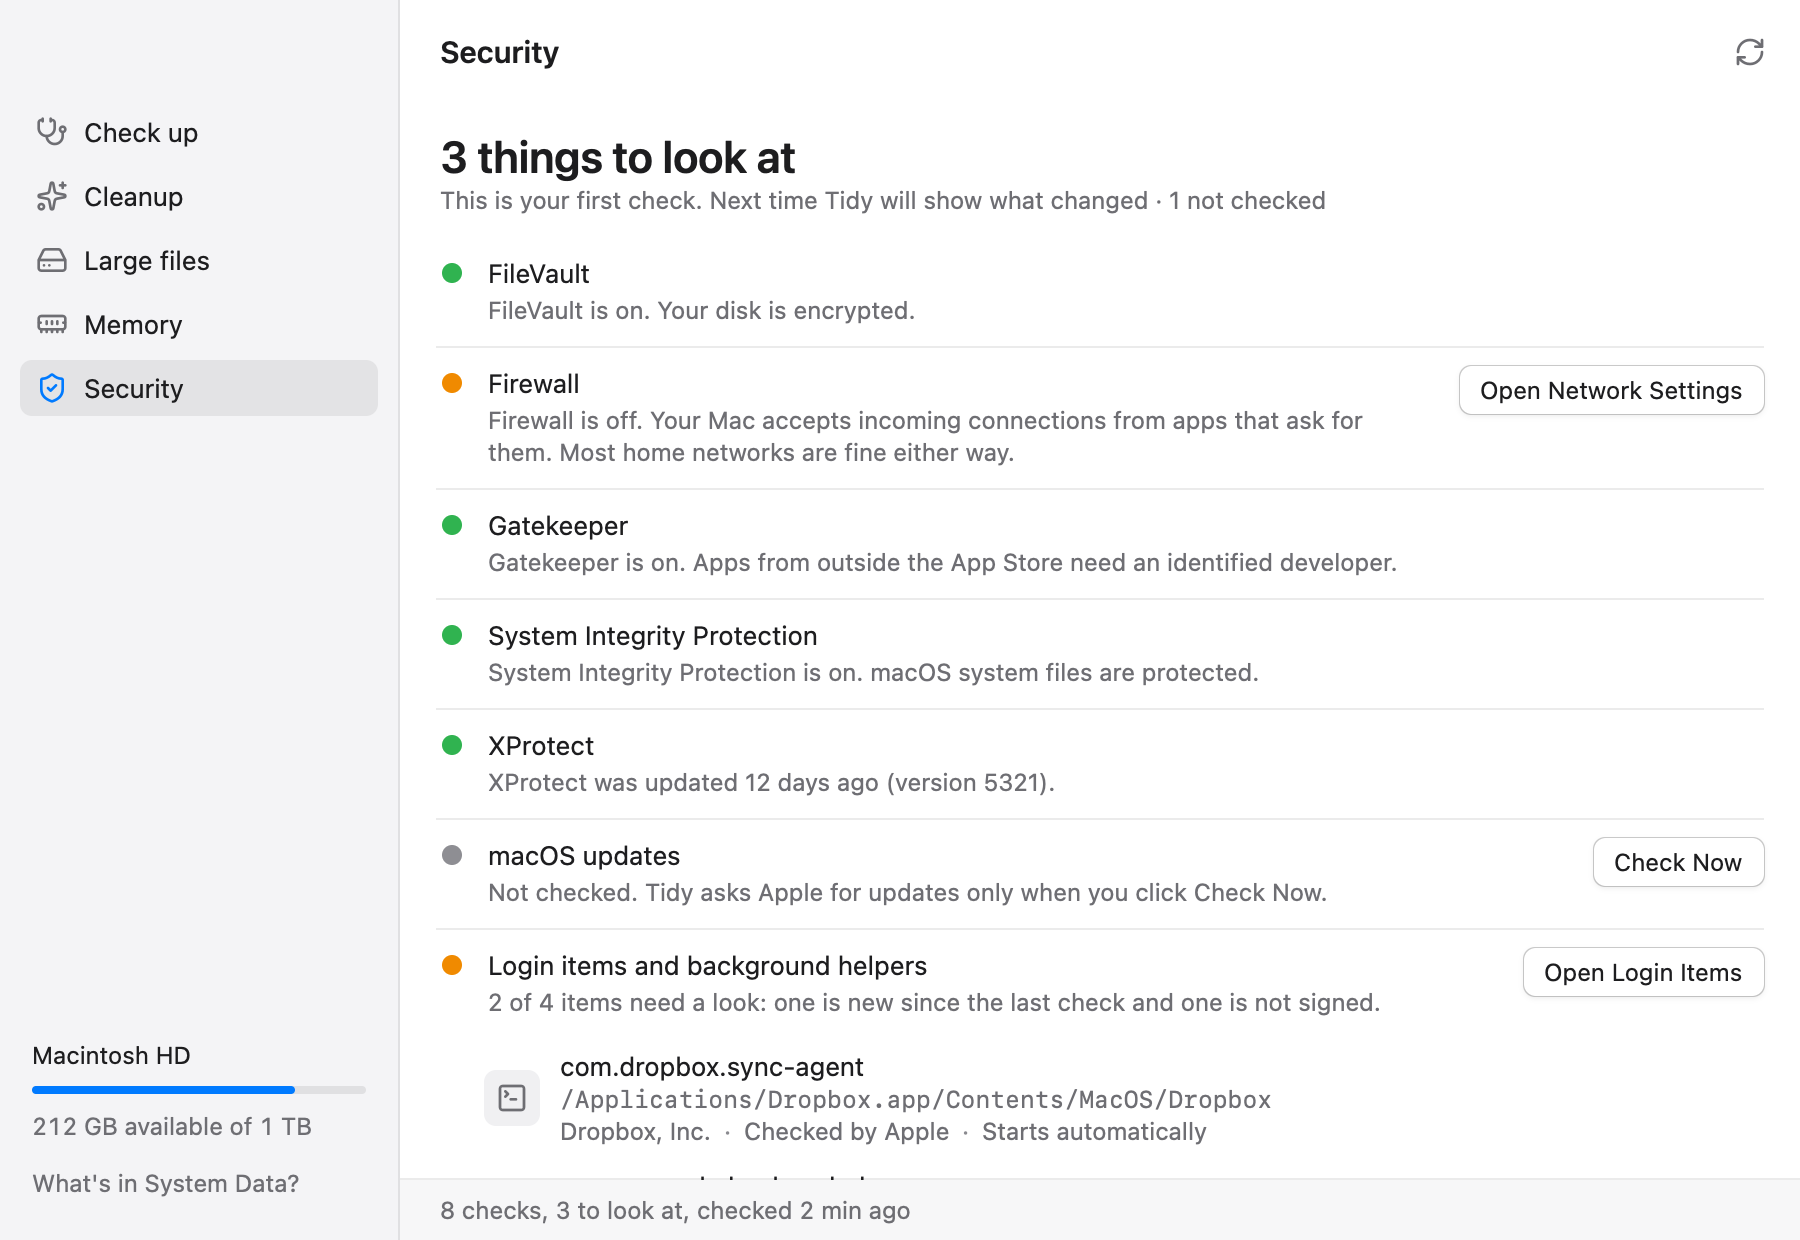 Security
Check up
Cleanup
Large files
Memory
Security
Macintosh HD
212 GB available of 1 TB
What's in System Data?
3 things to look at
This is your first check. Next time Tidy will show what changed · 1 not checked
FileVault
FileVault is on. Your disk is encrypted.
Firewall
Firewall is off. Your Mac accepts incoming connections from apps that ask for
them. Most home networks are fine either way.
Open Network Settings
Gatekeeper
Gatekeeper is on. Apps from outside the App Store need an identified developer.
System Integrity Protection
System Integrity Protection is on. macOS system files are protected.
XProtect
XProtect was updated 12 days ago (version 5321).
macOS updates
Not checked. Tidy asks Apple for updates only when you click Check Now.
Check Now
Login items and background helpers
2 of 4 items need a look: one is new since the last check and one is not signed.
Open Login Items
com.dropbox.sync-agent
/Applications/Dropbox.app/Contents/MacOS/Dropbox
Dropbox, Inc. · Checked by Apple · Starts automatically
8 checks, 3 to look at, checked 2 min ago